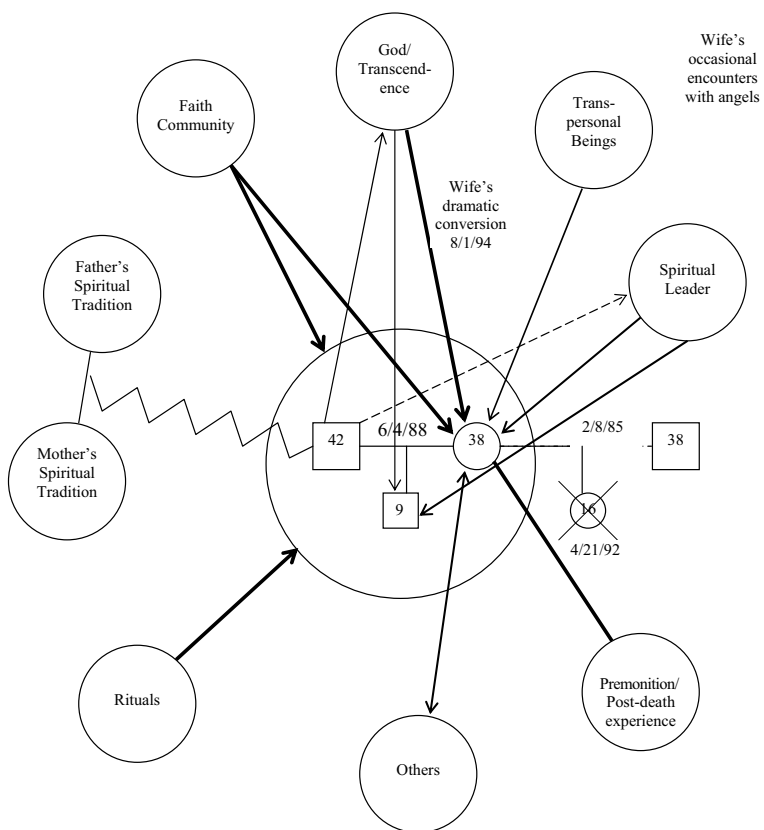 God/
Transcend-
ence
Wife's
occasional
encounters
with angels
Faith
Community
Trans-
personal
Beings
Wife's
dramatic
conversion
8/1/94
Father's
Spiritual
Tradition
Spiritual
Leader
42
6/4/88
38
2/8/85
38
Mother's
Spiritual
Tradition
9
16
4/21/92
Rituals
Premonition/
Post-death
experience
Others